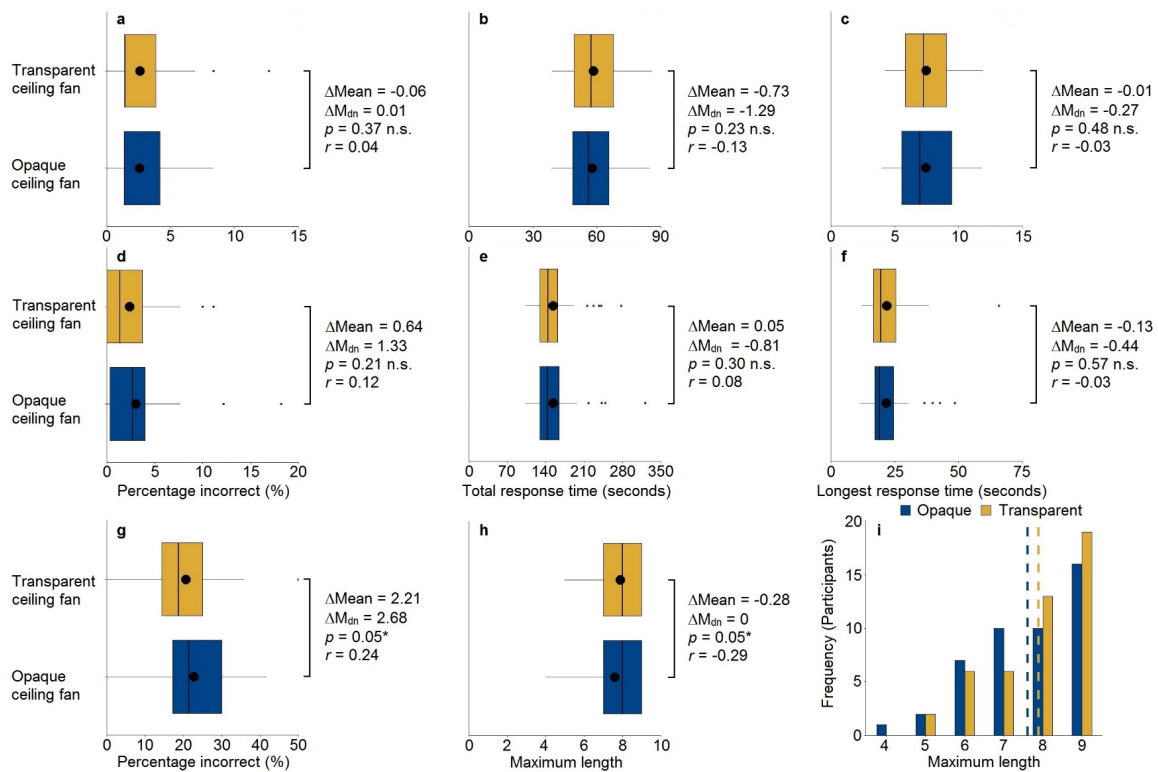 a
Transparent
ceiling fan
Opaque
ceiling fan
ΔMean = -0.06
ΔMdn = 0.01
p = 0.37 n.s.
r = 0.04
0 5 10 15
b
ΔMean = -0.73
ΔMdn = -1.29
p = 0.23 n.s.
r = -0.13
0 30 60 90
c
ΔMean = -0.01
ΔMdn = -0.27
p = 0.48 n.s.
r = -0.03
0 5 10 15
d
Transparent
ceiling fan
Opaque
ceiling fan
ΔMean = 0.64
ΔMdn = 1.33
p = 0.21 n.s.
r = 0.12
0 5 10 15 20
Percentage incorrect (%)
e
ΔMean = 0.05
ΔMdn = -0.81
p = 0.30 n.s.
r = 0.08
0 70 140 210 280 350
Total response time (seconds)
f
ΔMean = -0.13
ΔMdn = -0.44
p = 0.57 n.s.
r = -0.03
0 25 50 75
Longest response time (seconds)
g
Transparent
ceiling fan
Opaque
ceiling fan
ΔMean = 2.21
ΔMdn = 2.68
p = 0.05*
r = 0.24
0 10 20 30 40 50
Percentage incorrect (%)
h
ΔMean = -0.28
ΔMdn = 0
p = 0.05*
r = -0.29
0 2 4 6 8 10
Maximum length
Opaque Transparent
i
Frequency (Participants)
20
15
10
5
0
4 5 6 7 8 9
Maximum length